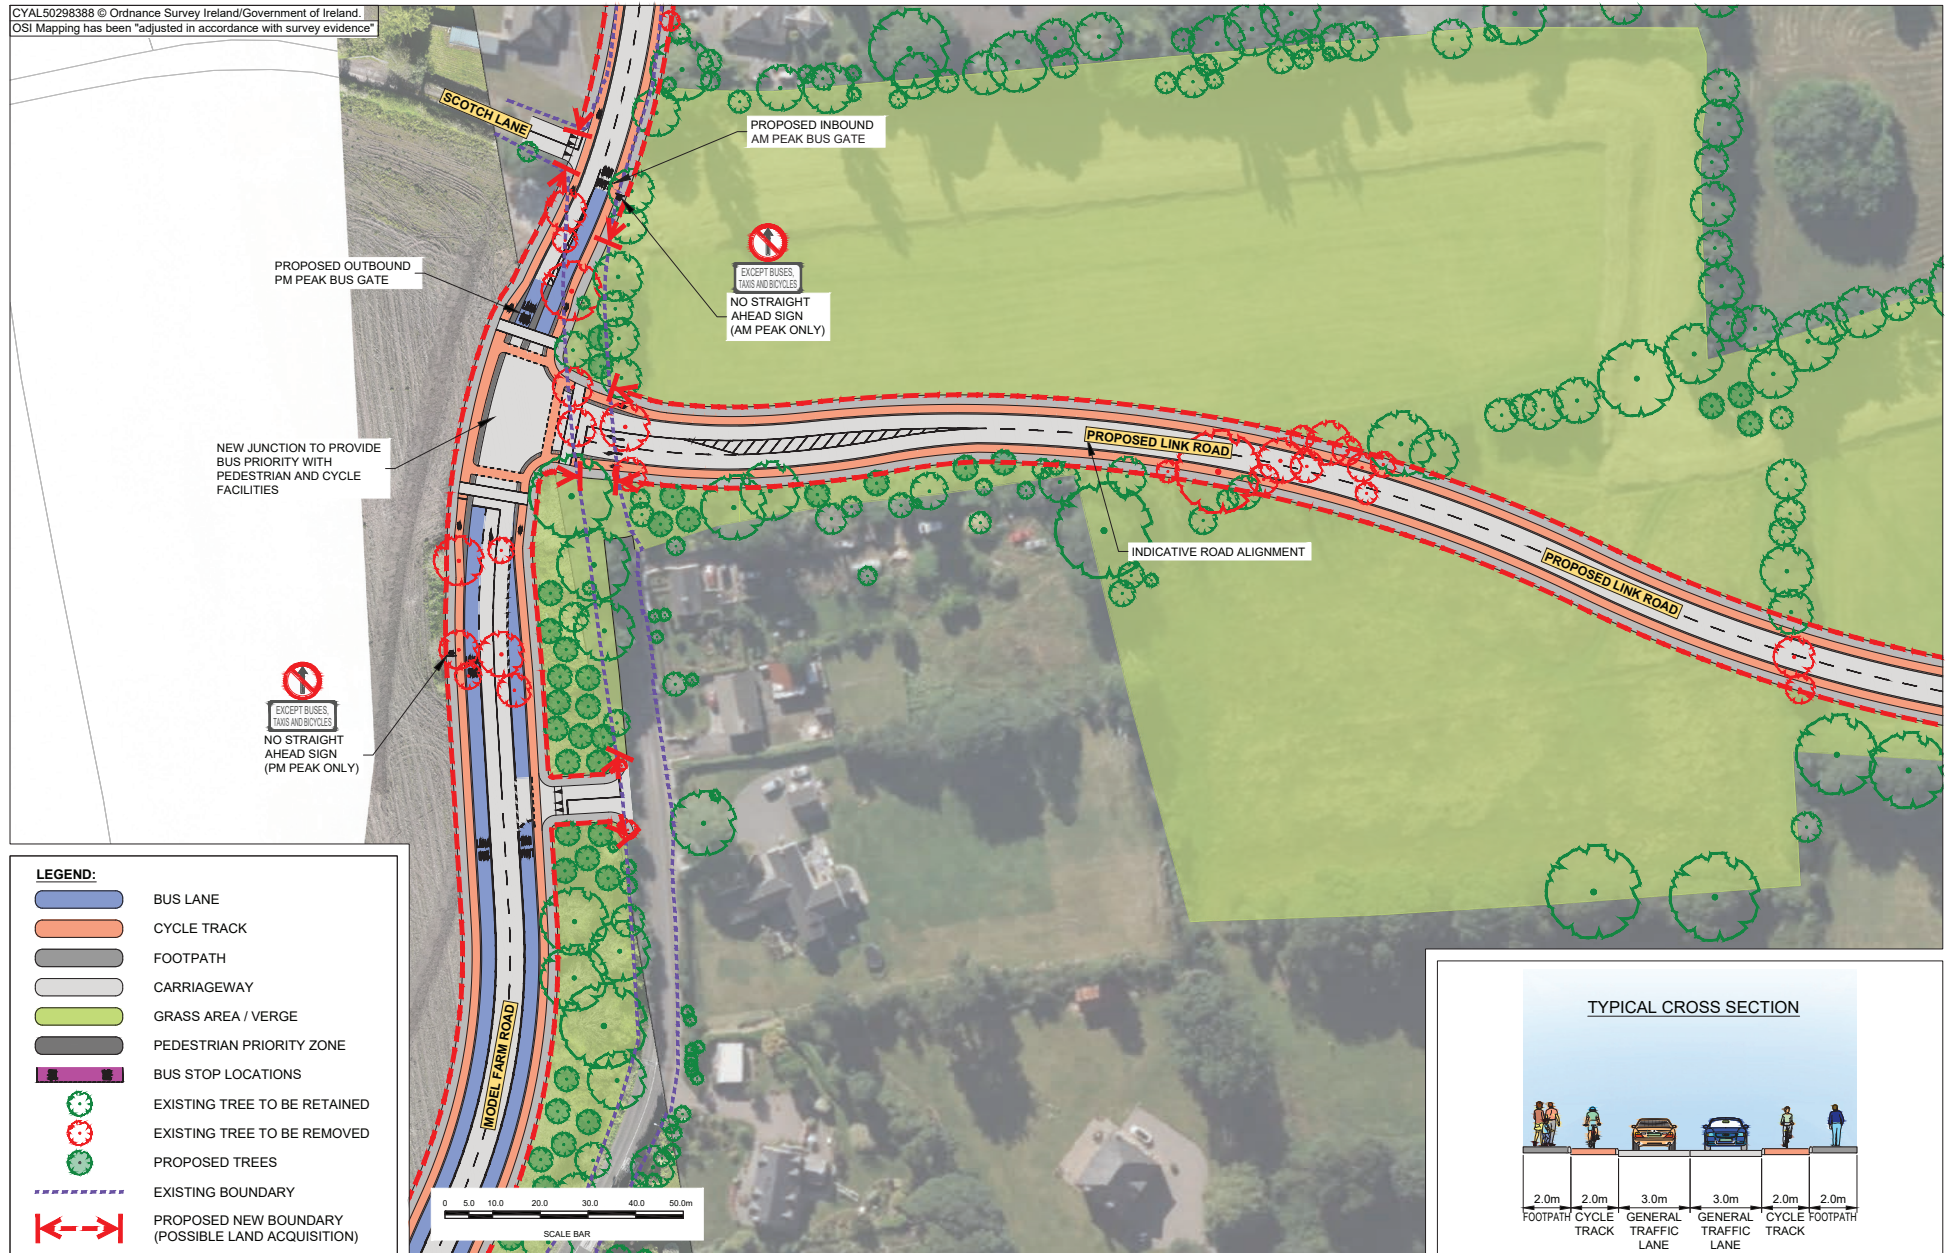 CYAL50298388 © Ordnance Survey Ireland/Government of Ireland.
OSI Mapping has been "adjusted in accordance with survey evidence"
SCOTCH LANE
PROPOSED INBOUND
AM PEAK BUS GATE
PROPOSED OUTBOUND
PM PEAK BUS GATE
EXCEPT BUSES,
TAXIS AND BICYCLES
NO STRAIGHT
AHEAD SIGN
(AM PEAK ONLY)
NEW JUNCTION TO PROVIDE
BUS PRIORITY WITH
PEDESTRIAN AND CYCLE
FACILITIES
PROPOSED LINK ROAD
INDICATIVE ROAD ALIGNMENT
PROPOSED LINK ROAD
EXCEPT BUSES,
TAXIS AND BICYCLES
NO STRAIGHT
AHEAD SIGN
(PM PEAK ONLY)
MODEL FARM ROAD
LEGEND:
BUS LANE
CYCLE TRACK
FOOTPATH
CARRIAGEWAY
GRASS AREA / VERGE
PEDESTRIAN PRIORITY ZONE
BUS STOP LOCATIONS
EXISTING TREE TO BE RETAINED
EXISTING TREE TO BE REMOVED
PROPOSED TREES
EXISTING BOUNDARY
PROPOSED NEW BOUNDARY
(POSSIBLE LAND ACQUISITION)
0 5.0 10.0 20.0 30.0 40.0 50.0m
SCALE BAR
TYPICAL CROSS SECTION
2.0m 2.0m 3.0m 3.0m 2.0m 2.0m
FOOTPATH CYCLE GENERAL GENERAL CYCLE FOOTPATH
TRACK TRAFFIC TRAFFIC TRACK
LANE LANE